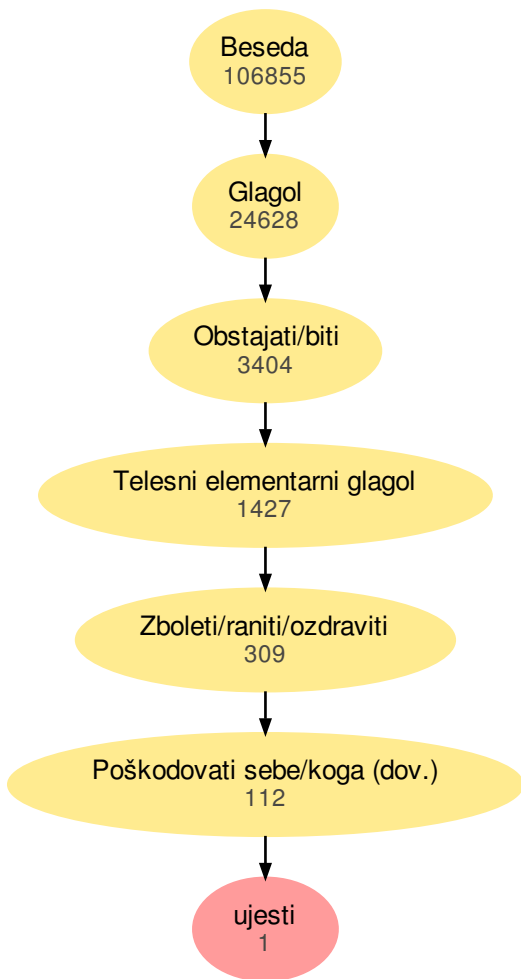 Beseda
106855
Glagol
24628
Obstajati/biti
3404
Telesni elementarni glagol
1427
Zboleti/raniti/ozdraviti
309
Poškodovati sebe/koga (dov.)
112
ujesti
1